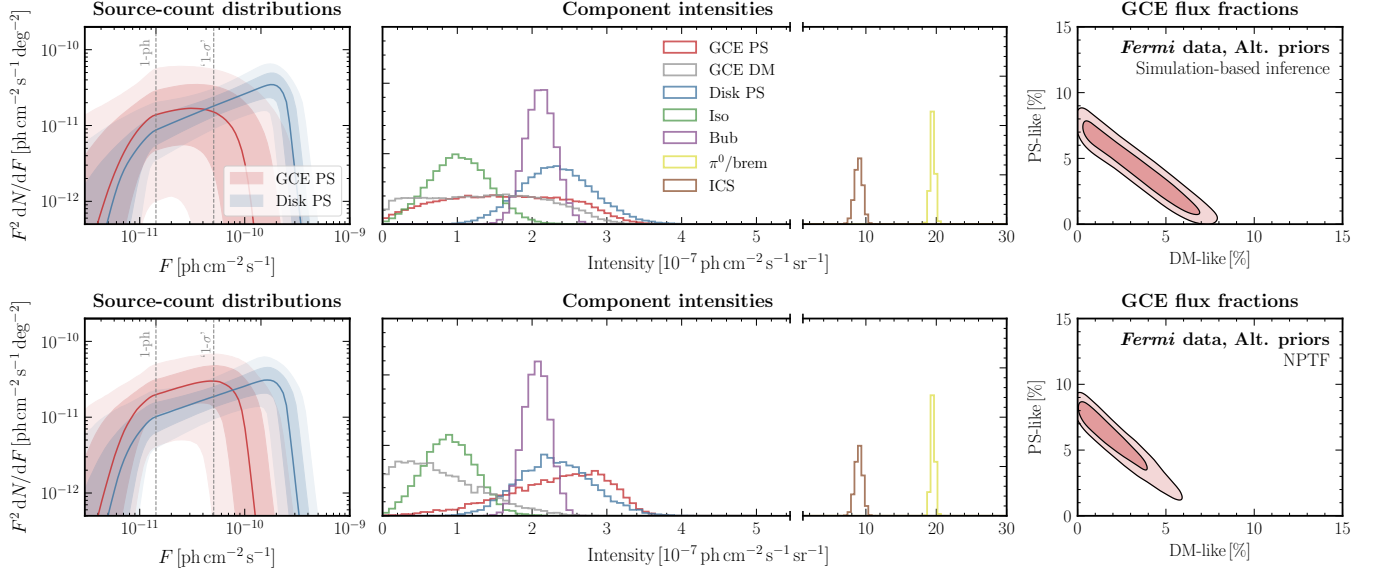 Source-count distributions
Component intensities
GCE flux fractions
F² dN/dF [ph cm⁻² s⁻¹ deg⁻²]
10⁻¹⁰
10⁻¹¹
10⁻¹²
1-ph
'1-σ'
GCE PS
Disk PS
10⁻¹¹ 10⁻¹⁰ 10⁻⁹
F [ph cm⁻² s⁻¹]
GCE PS
GCE DM
Disk PS
Iso
Bub
π⁰/brem
ICS
0 1 2 3 4 5 10 20 30
Intensity [10⁻⁷ ph cm⁻² s⁻¹ sr⁻¹]
PS-like [%]
15
10
5
0
Fermi data, Alt. priors
Simulation-based inference
0 5 10 15
DM-like [%]
Source-count distributions
Component intensities
GCE flux fractions
F² dN/dF [ph cm⁻² s⁻¹ deg⁻²]
10⁻¹⁰
10⁻¹¹
10⁻¹²
1-ph
'1-σ'
10⁻¹¹ 10⁻¹⁰ 10⁻⁹
F [ph cm⁻² s⁻¹]
0 1 2 3 4 5 10 20 30
Intensity [10⁻⁷ ph cm⁻² s⁻¹ sr⁻¹]
PS-like [%]
15
10
5
0
Fermi data, Alt. priors
NPTF
0 5 10 15
DM-like [%]